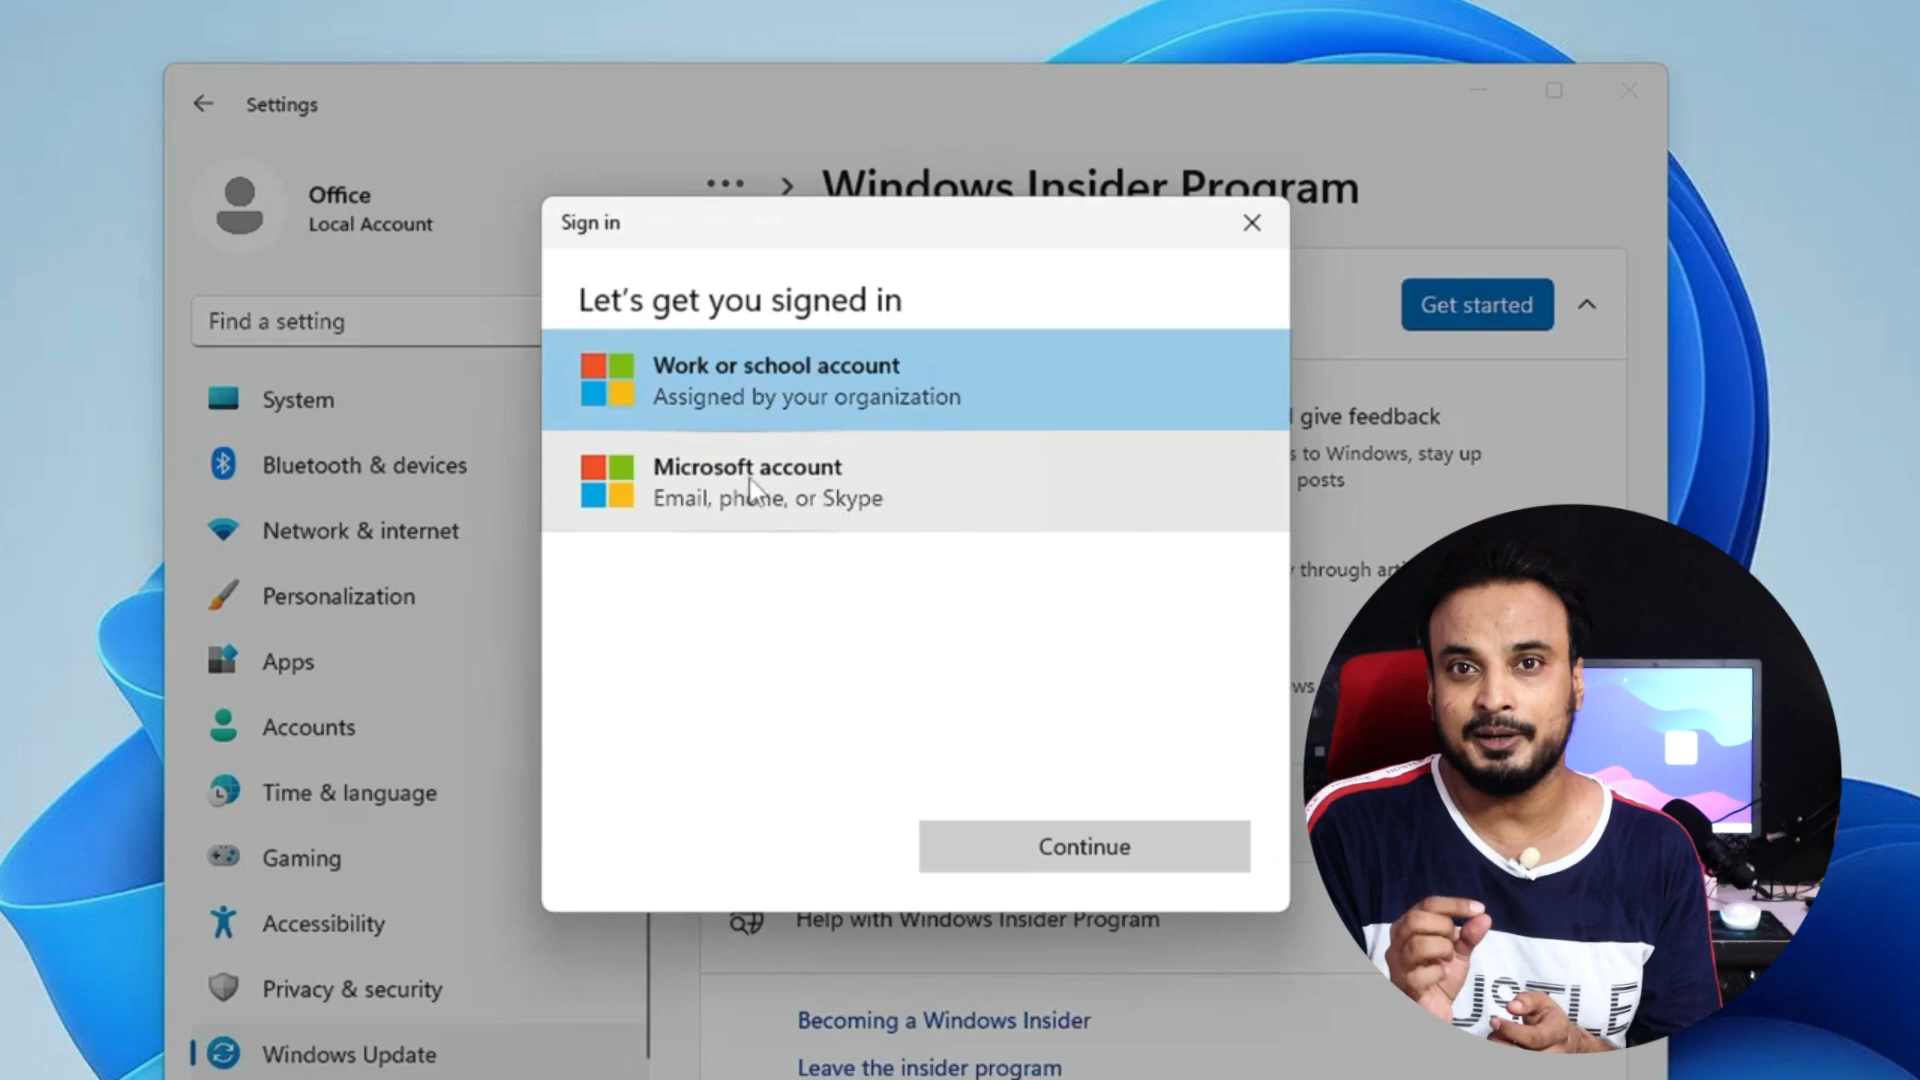 Settings
Office
Local Account
Find a setting
System
Bluetooth & devices
Network & internet
Personalization
Apps
Accounts
Time & language
Gaming
Accessibility
Privacy & security
Windows Update
Windows Insider Program
Get started
give feedback
s to Windows, stay up
posts
through
ws
Sign in
Let's get you signed in
Work or school account
Assigned by your organization
Microsoft account
Email, phone, or Skype
Continue
Help with Windows Insider Program
Becoming a Windows Insider
Leave the insider program